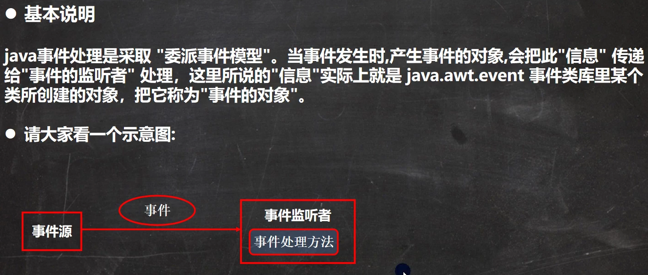 ● 基本说明
java事件处理是采取 "委派事件模型"。当事件发生时,产生事件的对象,会把此"信息" 传递
给"事件的监听者" 处理，这里所说的"信息"实际上就是 java.awt.event 事件类库里某个
类所创建的对象，把它称为"事件的对象"。
● 请大家看一个示意图:
事件
事件源
事件监听者
事件处理方法